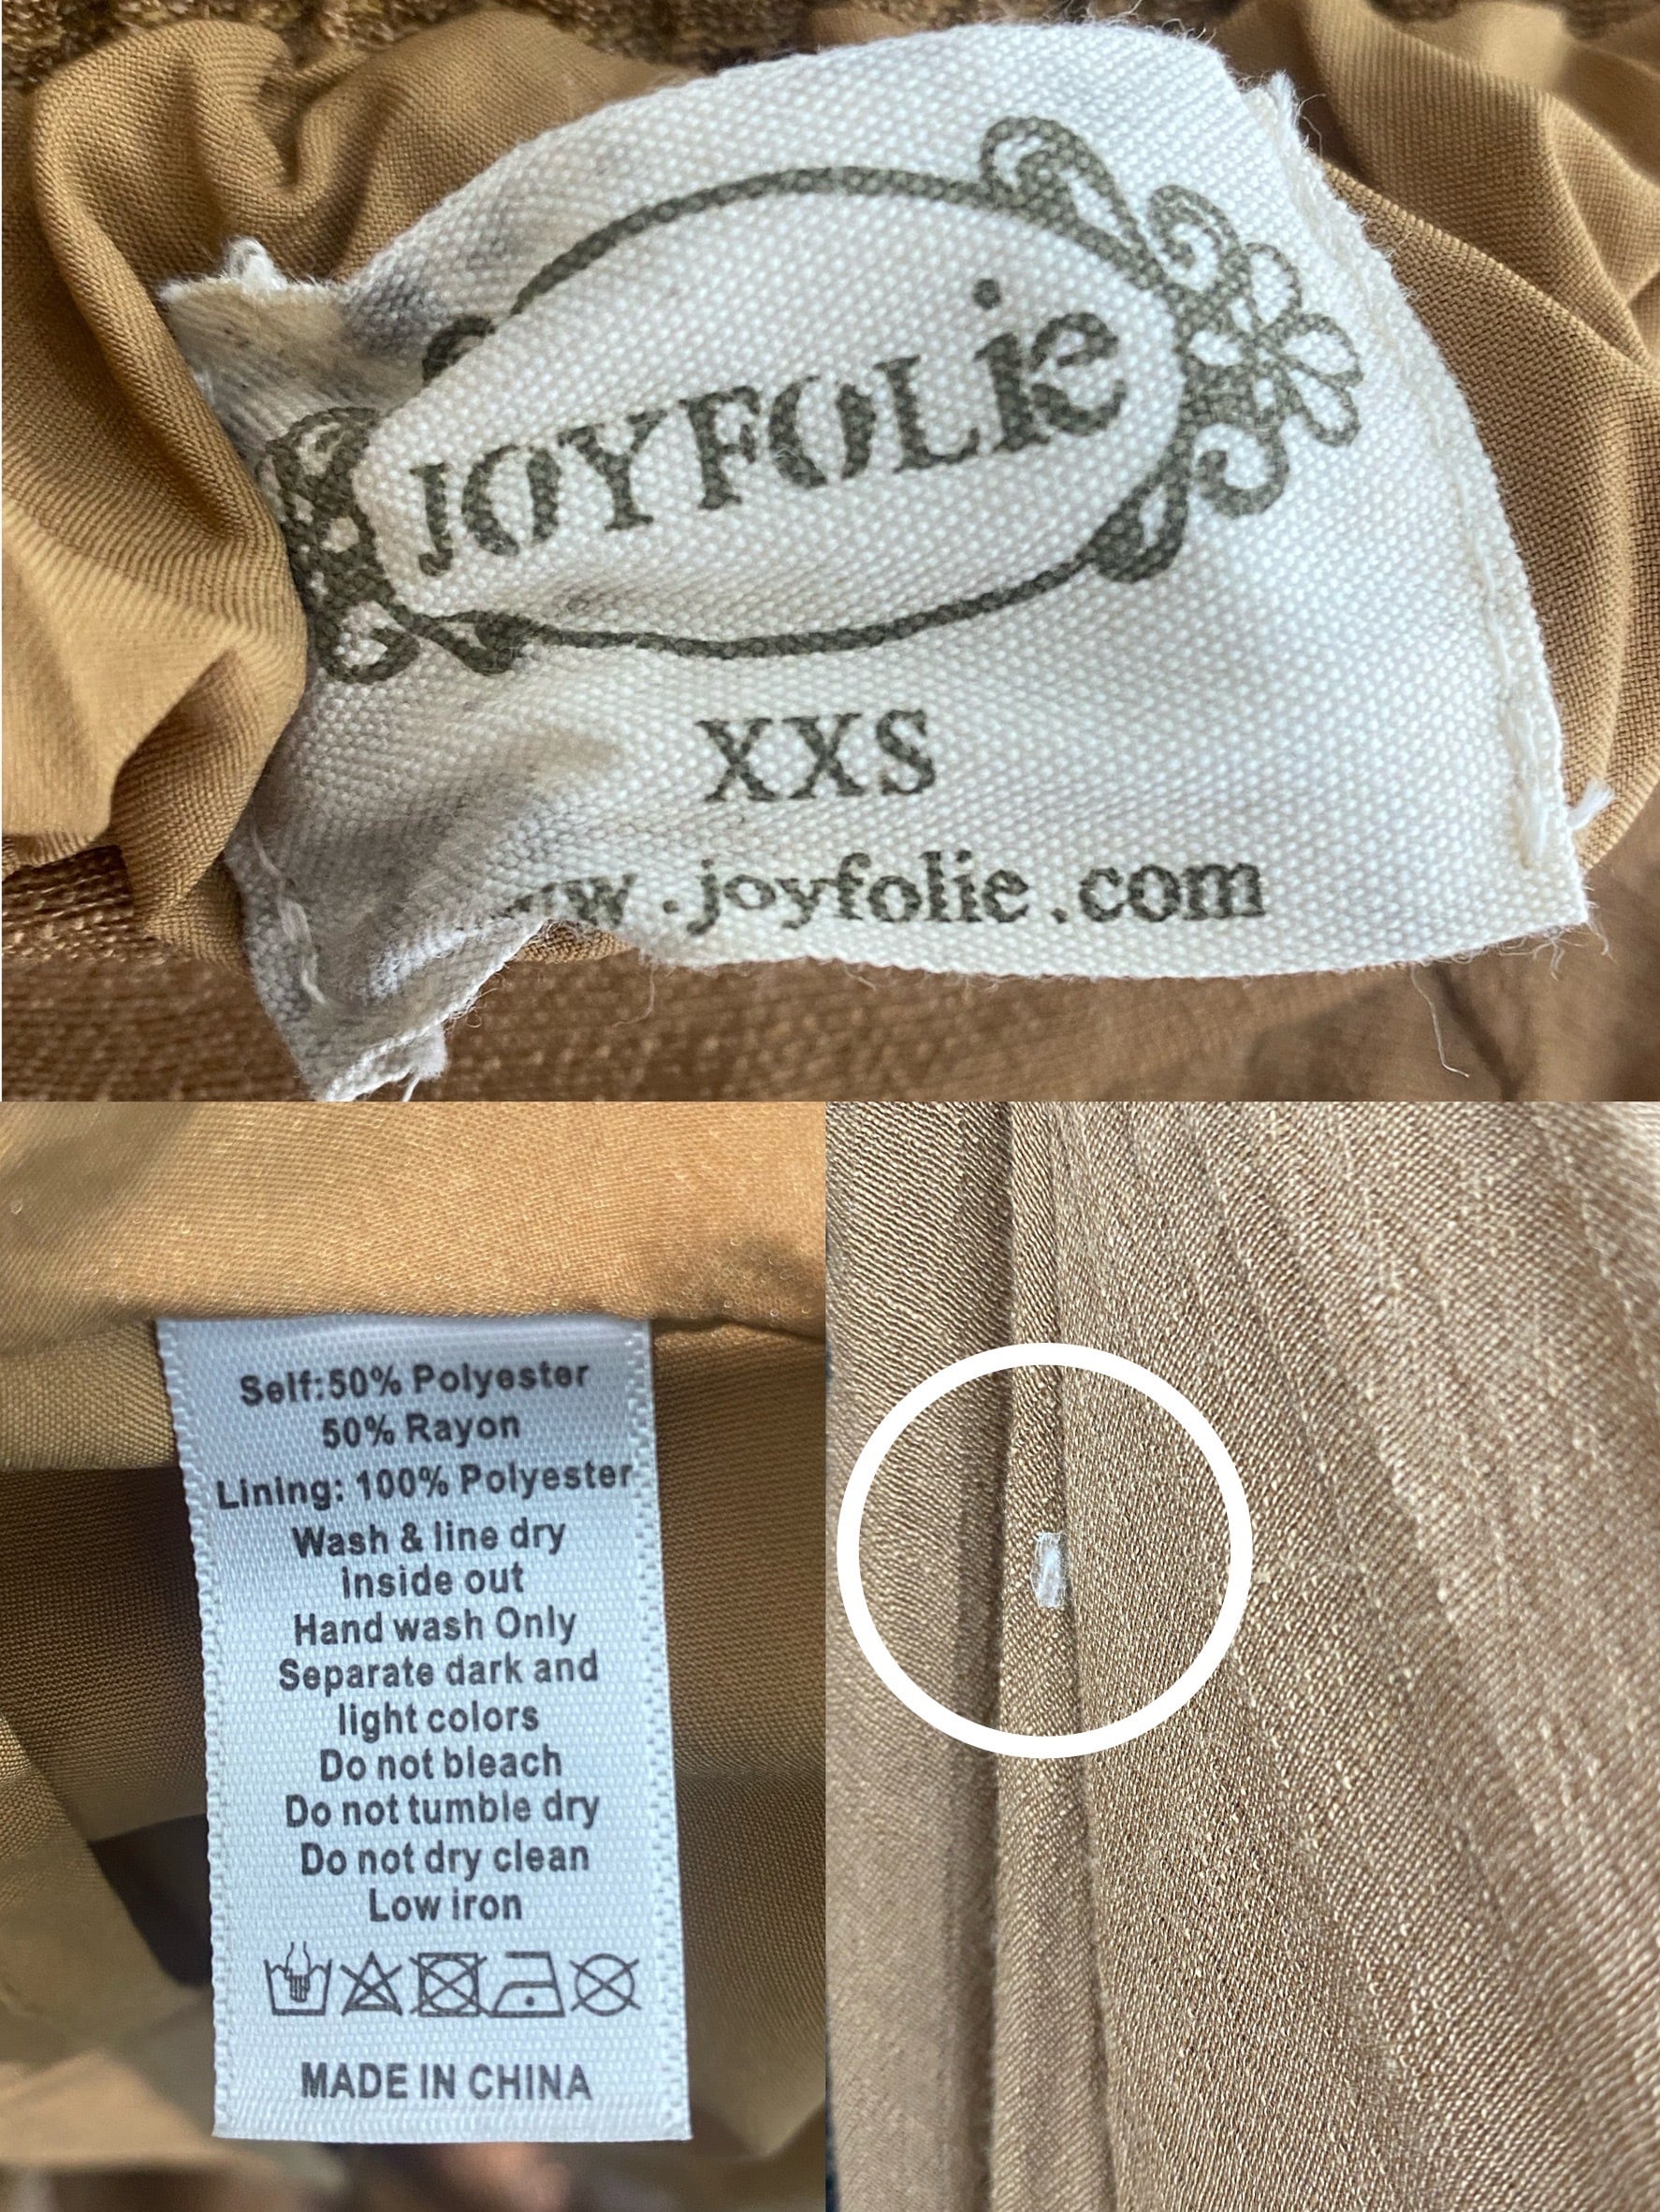 JOYFOLie
XXS
.joyfolie.com
Self:50% Polyester
50% Rayon
Lining: 100% Polyester
Wash & line dry
inside out
Hand wash Only
Separate dark and
light colors
Do not bleach
Do not tumble dry
Do not dry clean
Low iron
MADE IN CHINA